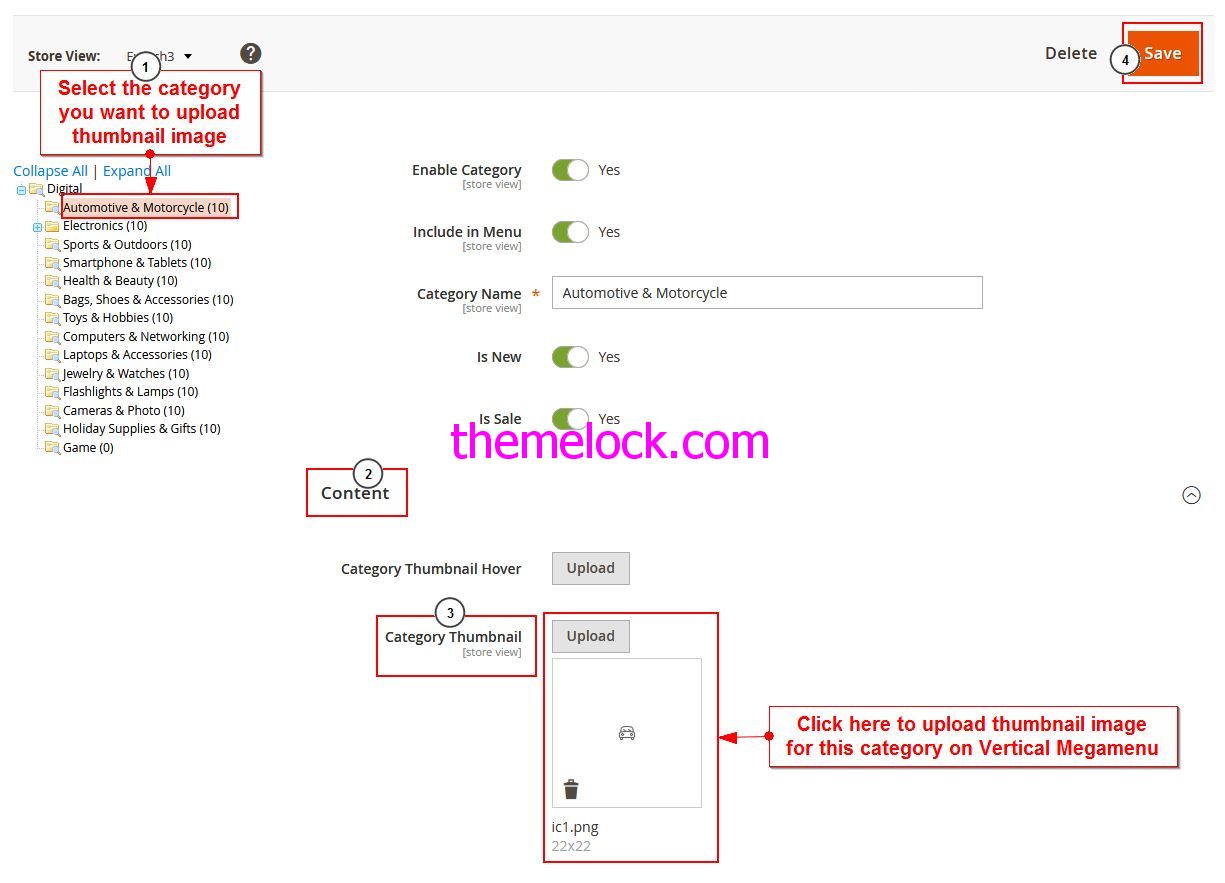 Store View:
?
Delete
4
Save
1
Select the category
you want to upload
thumbnail image
Collapse All | Expand All
Digital
Automotive & Motorcycle (10)
Electronics (10)
Sports & Outdoors (10)
Smartphone & Tablets (10)
Health & Beauty (10)
Bags, Shoes & Accessories (10)
Toys & Hobbies (10)
Computers & Networking (10)
Laptops & Accessories (10)
Jewelry & Watches (10)
Flashlights & Lamps (10)
Cameras & Photo (10)
Holiday Supplies & Gifts (10)
Game (0)
Enable Category
[store view]
Yes
Include in Menu
[store view]
Yes
Category Name *
[store view]
Automotive & Motorcycle
Is New
Yes
Is Sale
Yes
themelock.com
2
Content
Category Thumbnail Hover
Upload
3
Category Thumbnail
[store view]
Upload
ic1.png
22x22
Click here to upload thumbnail image
for this category on Vertical Megamenu